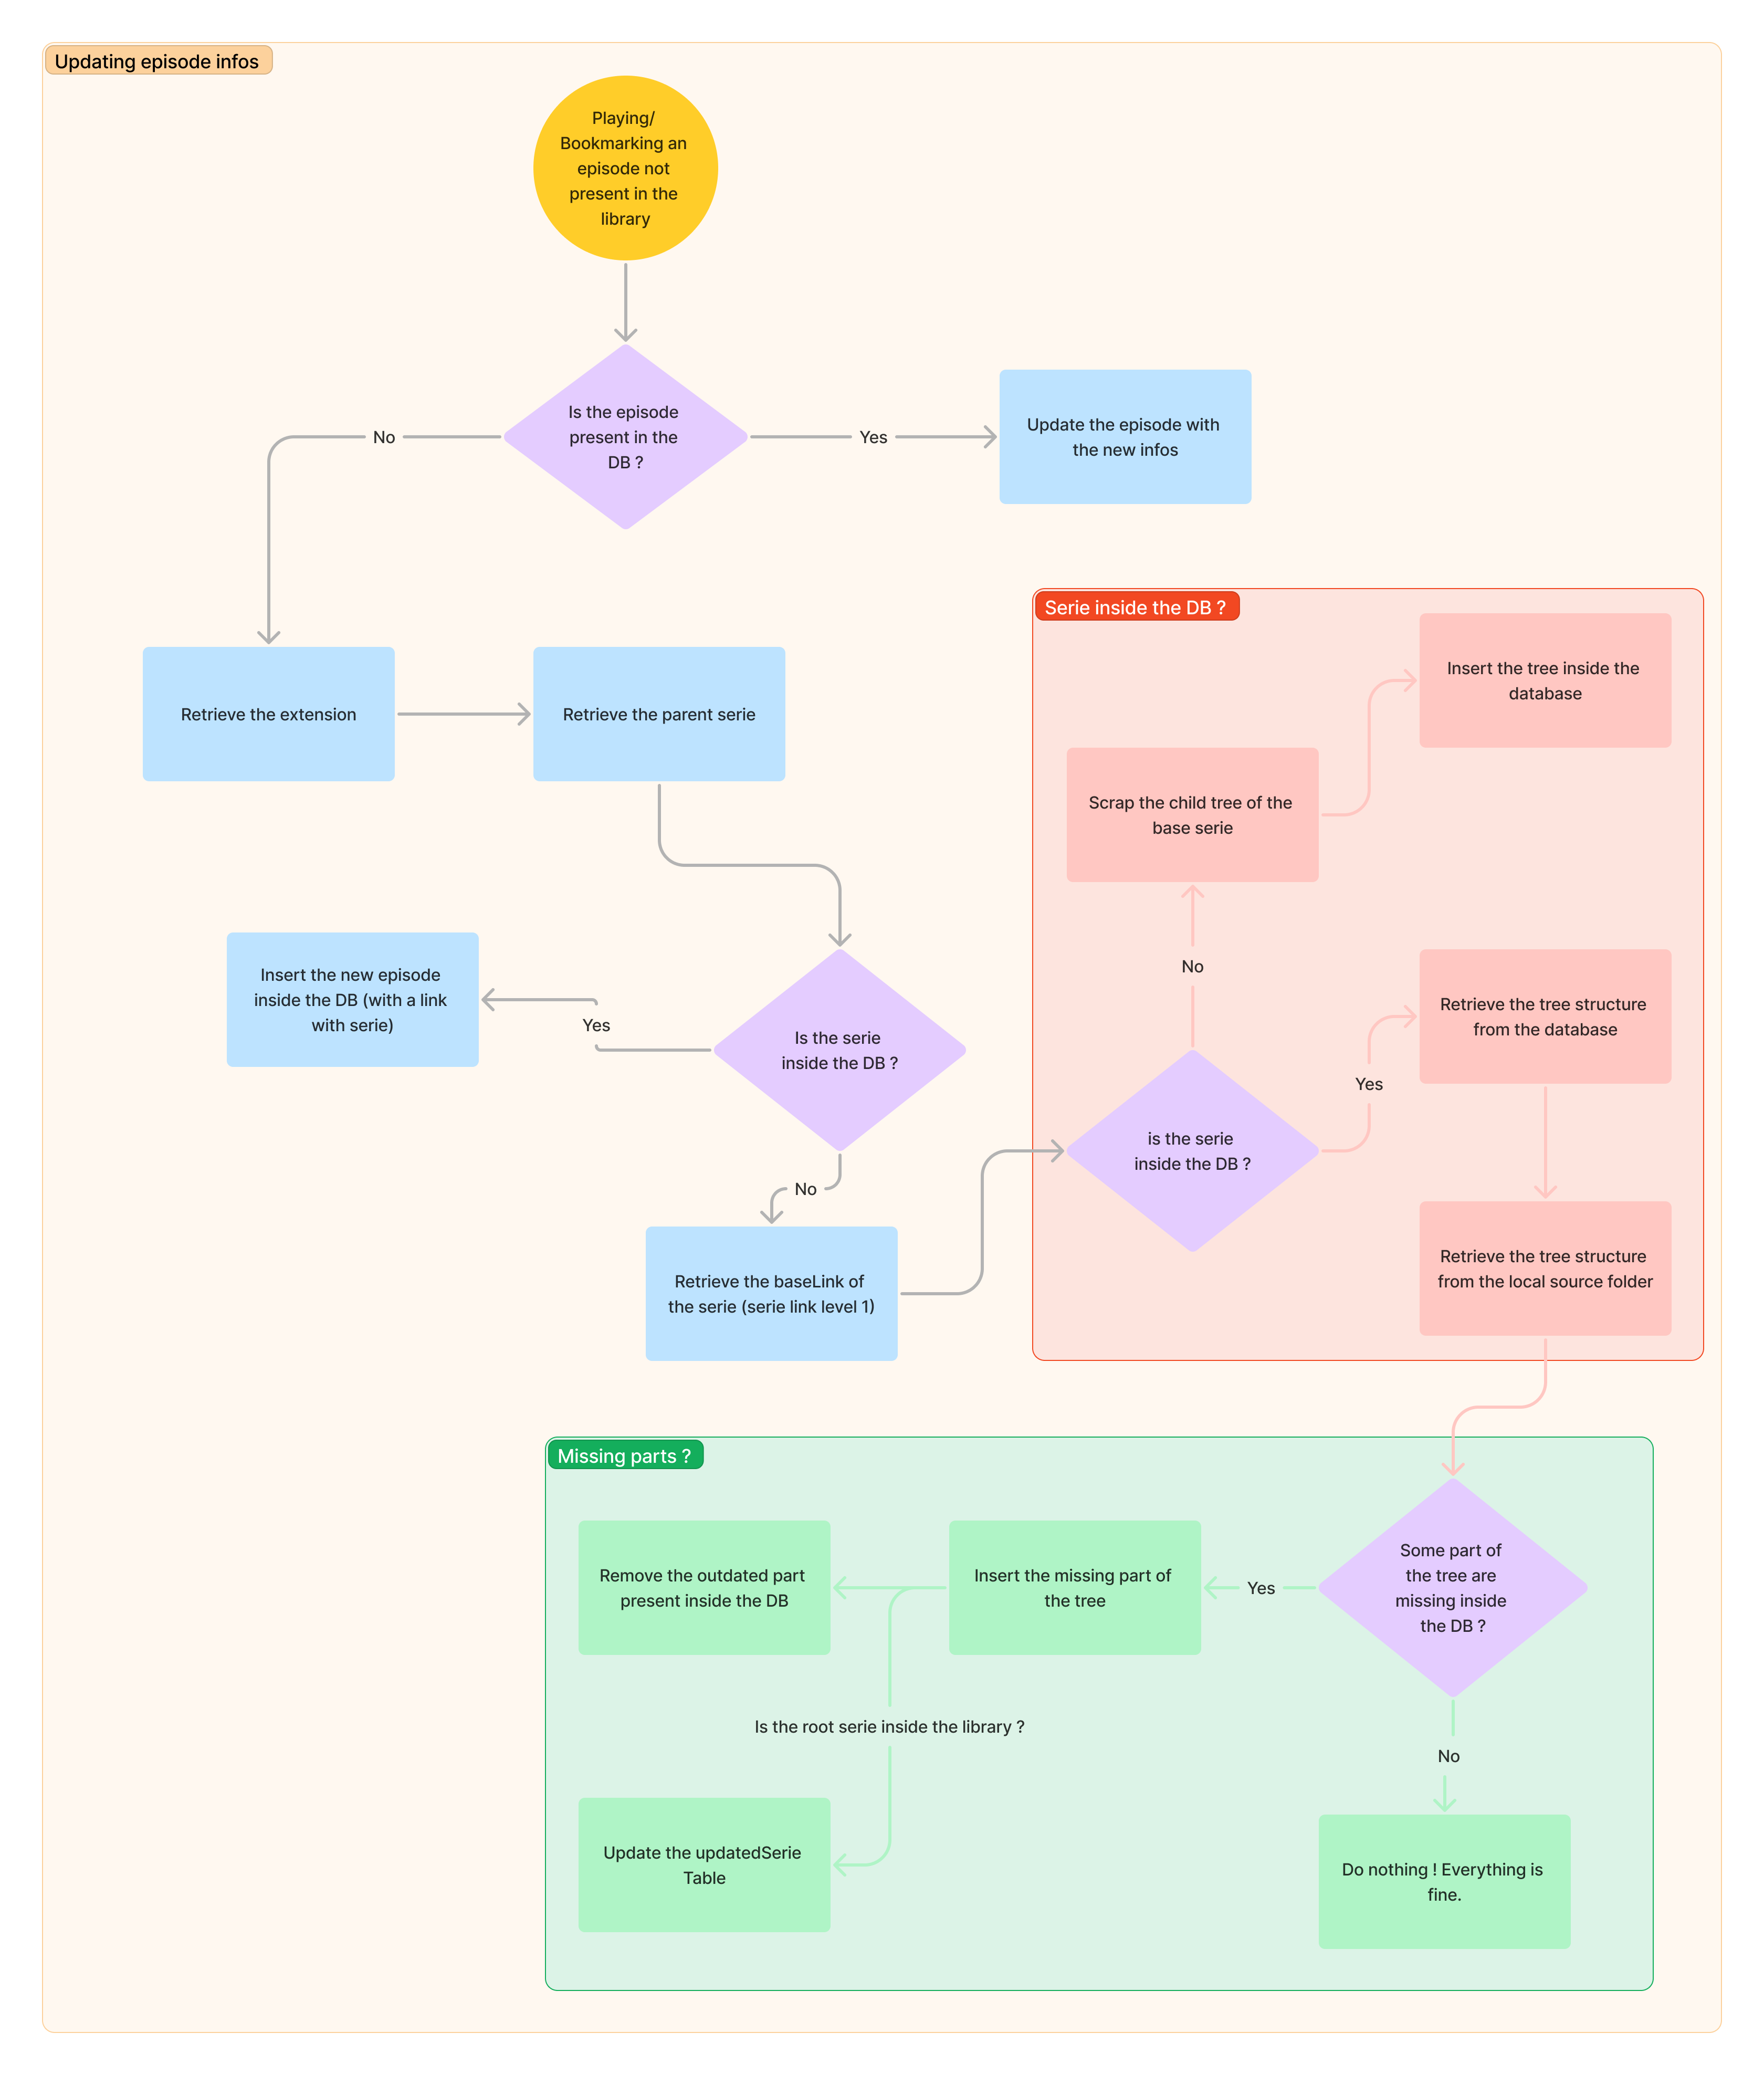 Updating episode infos
Playing/
Bookmarking an
episode not
present in the
library
Is the episode
present in the
DB ?
No
Yes
Update the episode with
the new infos
Retrieve the extension
Retrieve the parent serie
Serie inside the DB ?
Insert the tree inside the
database
Scrap the child tree of the
base serie
No
Insert the new episode
inside the DB (with a link
with serie)
Yes
Is the serie
inside the DB ?
Retrieve the tree structure
from the database
Yes
is the serie
inside the DB ?
No
Retrieve the baseLink of
the serie (serie link level 1)
Retrieve the tree structure
from the local source folder
Missing parts ?
Remove the outdated part
present inside the DB
Insert the missing part of
the tree
Yes
Some part of
the tree are
missing inside
the DB ?
Is the root serie inside the library ?
No
Update the updatedSerie
Table
Do nothing ! Everything is
fine.